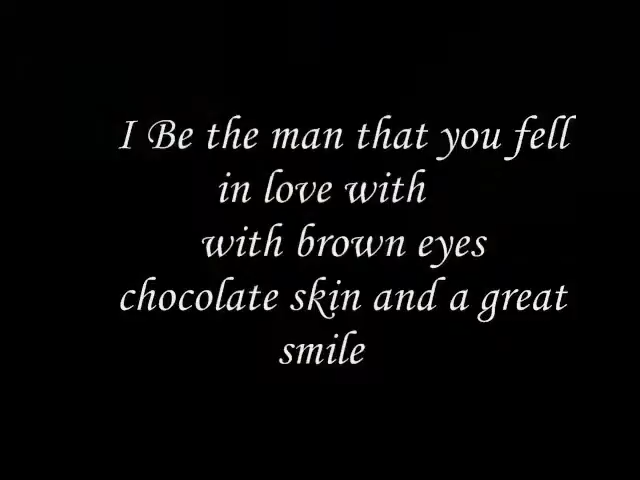 I Be the man that you fell
in love with
with brown eyes
chocolate skin and a great
smile